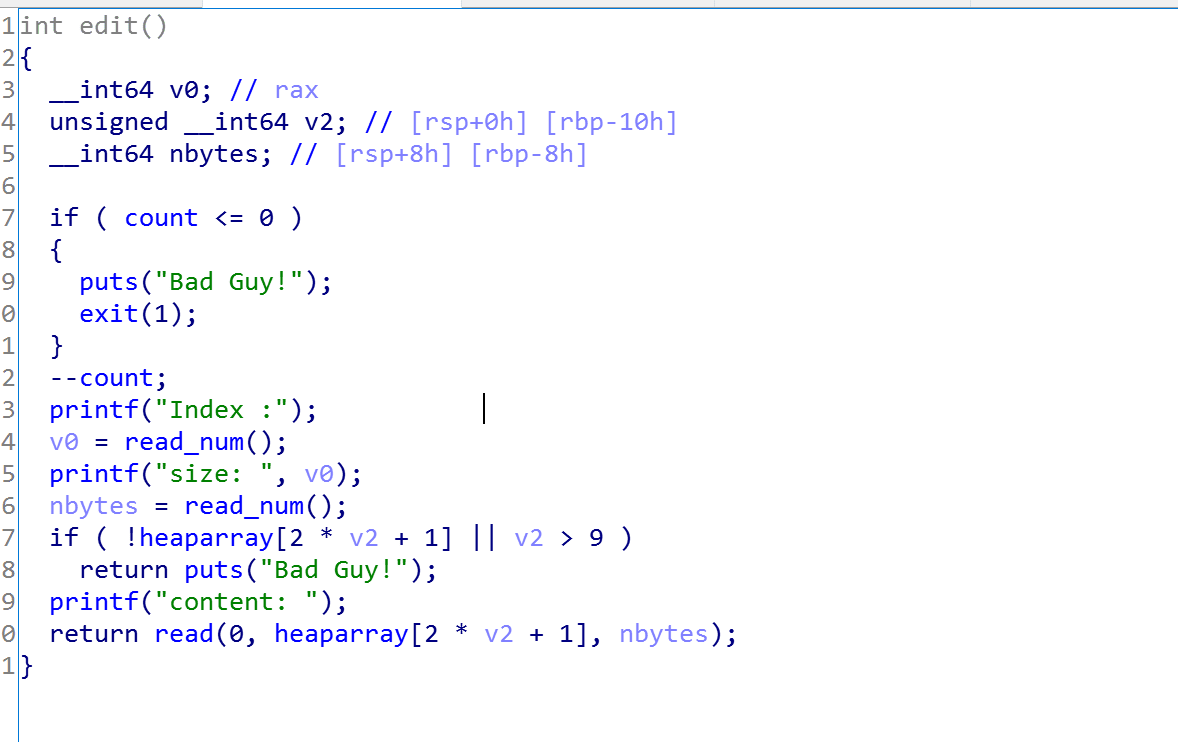 1 int edit()
2 {
3   __int64 v0; // rax
4   unsigned __int64 v2; // [rsp+0h] [rbp-10h]
5   __int64 nbytes; // [rsp+8h] [rbp-8h]
6
7   if ( count <= 0 )
8   {
9     puts("Bad Guy!");
0     exit(1);
1   }
2   --count;
3   printf("Index :");
4   v0 = read_num();
5   printf("size: ", v0);
6   nbytes = read_num();
7   if ( !heaparray[2 * v2 + 1] || v2 > 9 )
8     return puts("Bad Guy!");
9   printf("content: ");
0   return read(0, heaparray[2 * v2 + 1], nbytes);
1 }